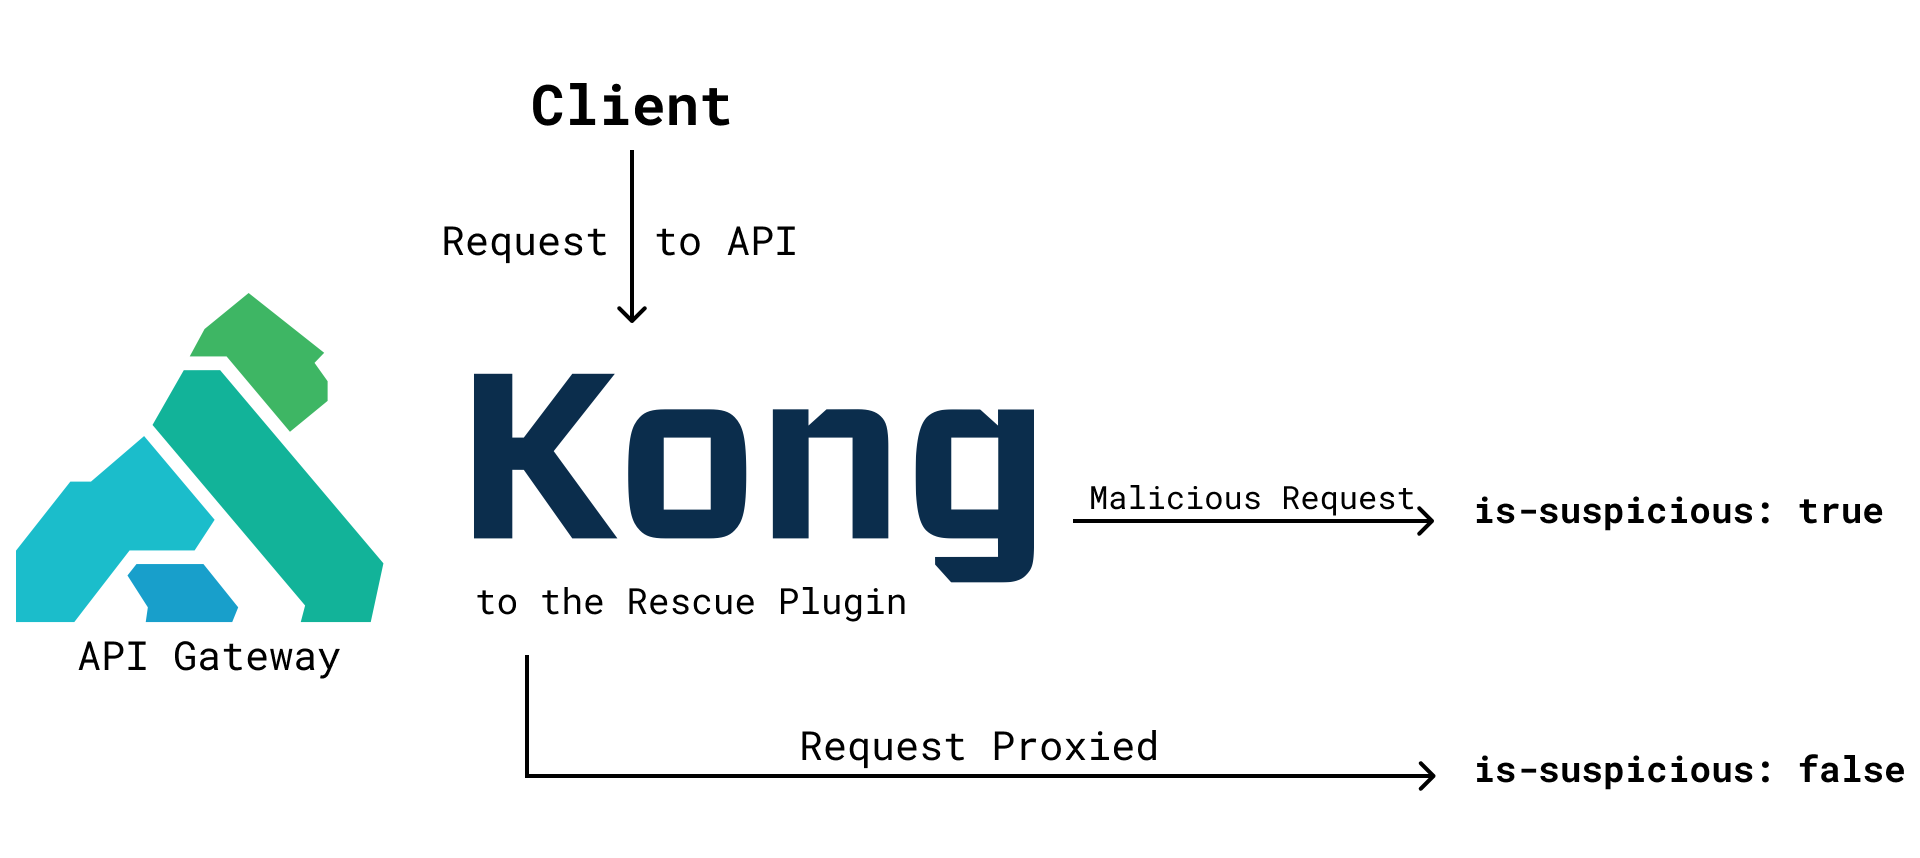 Client
Request to API
Kong
Malicious Request
is-suspicious: true
to the Rescue Plugin
API Gateway
Request Proxied
is-suspicious: false